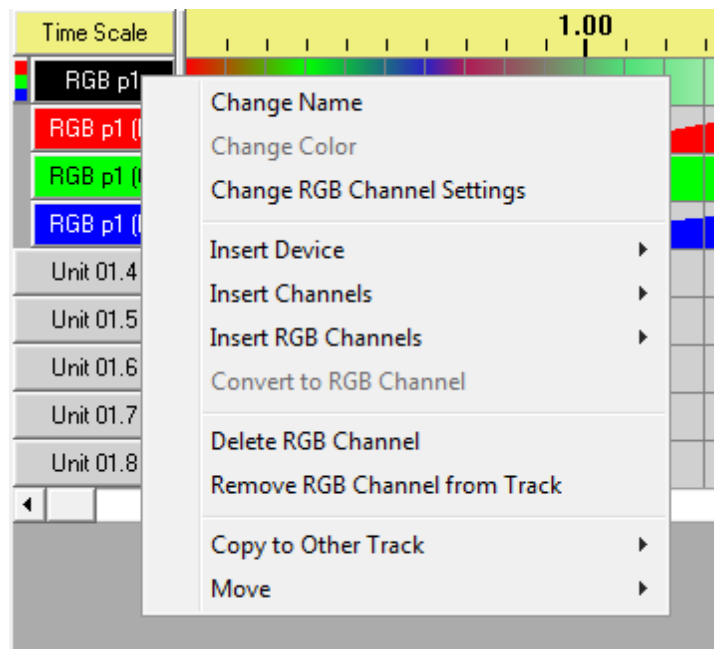 Time Scale
1.00
RGB p1
RGB p1 (
RGB p1 (
RGB p1 (
Unit 01.4
Unit 01.5
Unit 01.6
Unit 01.7
Unit 01.8
Change Name
Change Color
Change RGB Channel Settings
Insert Device
Insert Channels
Insert RGB Channels
Convert to RGB Channel
Delete RGB Channel
Remove RGB Channel from Track
Copy to Other Track
Move